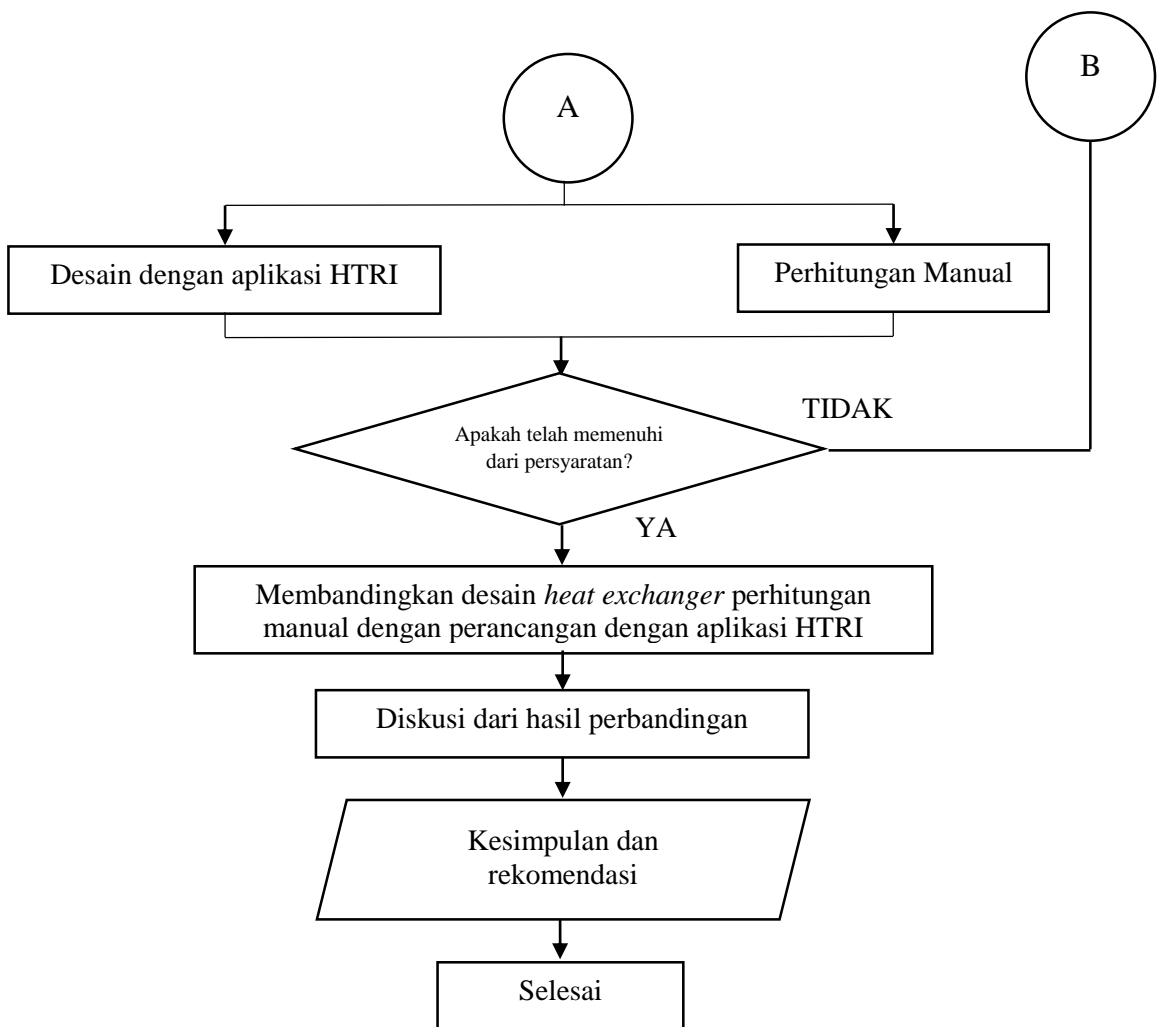 A
B
Desain dengan aplikasi HTRI
Perhitungan Manual
TIDAK
Apakah telah memenuhi
dari persyaratan?
YA
Membandingkan desain heat exchanger perhitungan
manual dengan perancangan dengan aplikasi HTRI
Diskusi dari hasil perbandingan
Kesimpulan dan
rekomendasi
Selesai